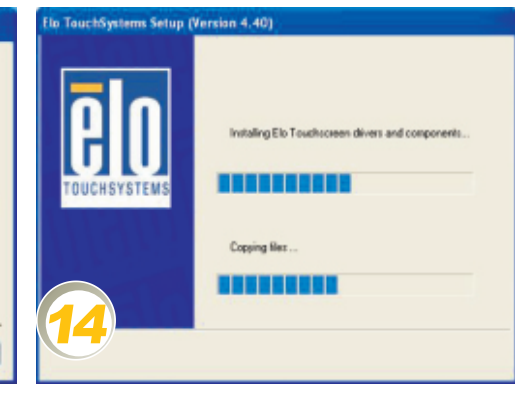 Elo TouchSystems Setup (Version 4.40)
elo
TOUCHSYSTEMS
Installing Elo Touchscreen drivers and components...
Copying files ...
14